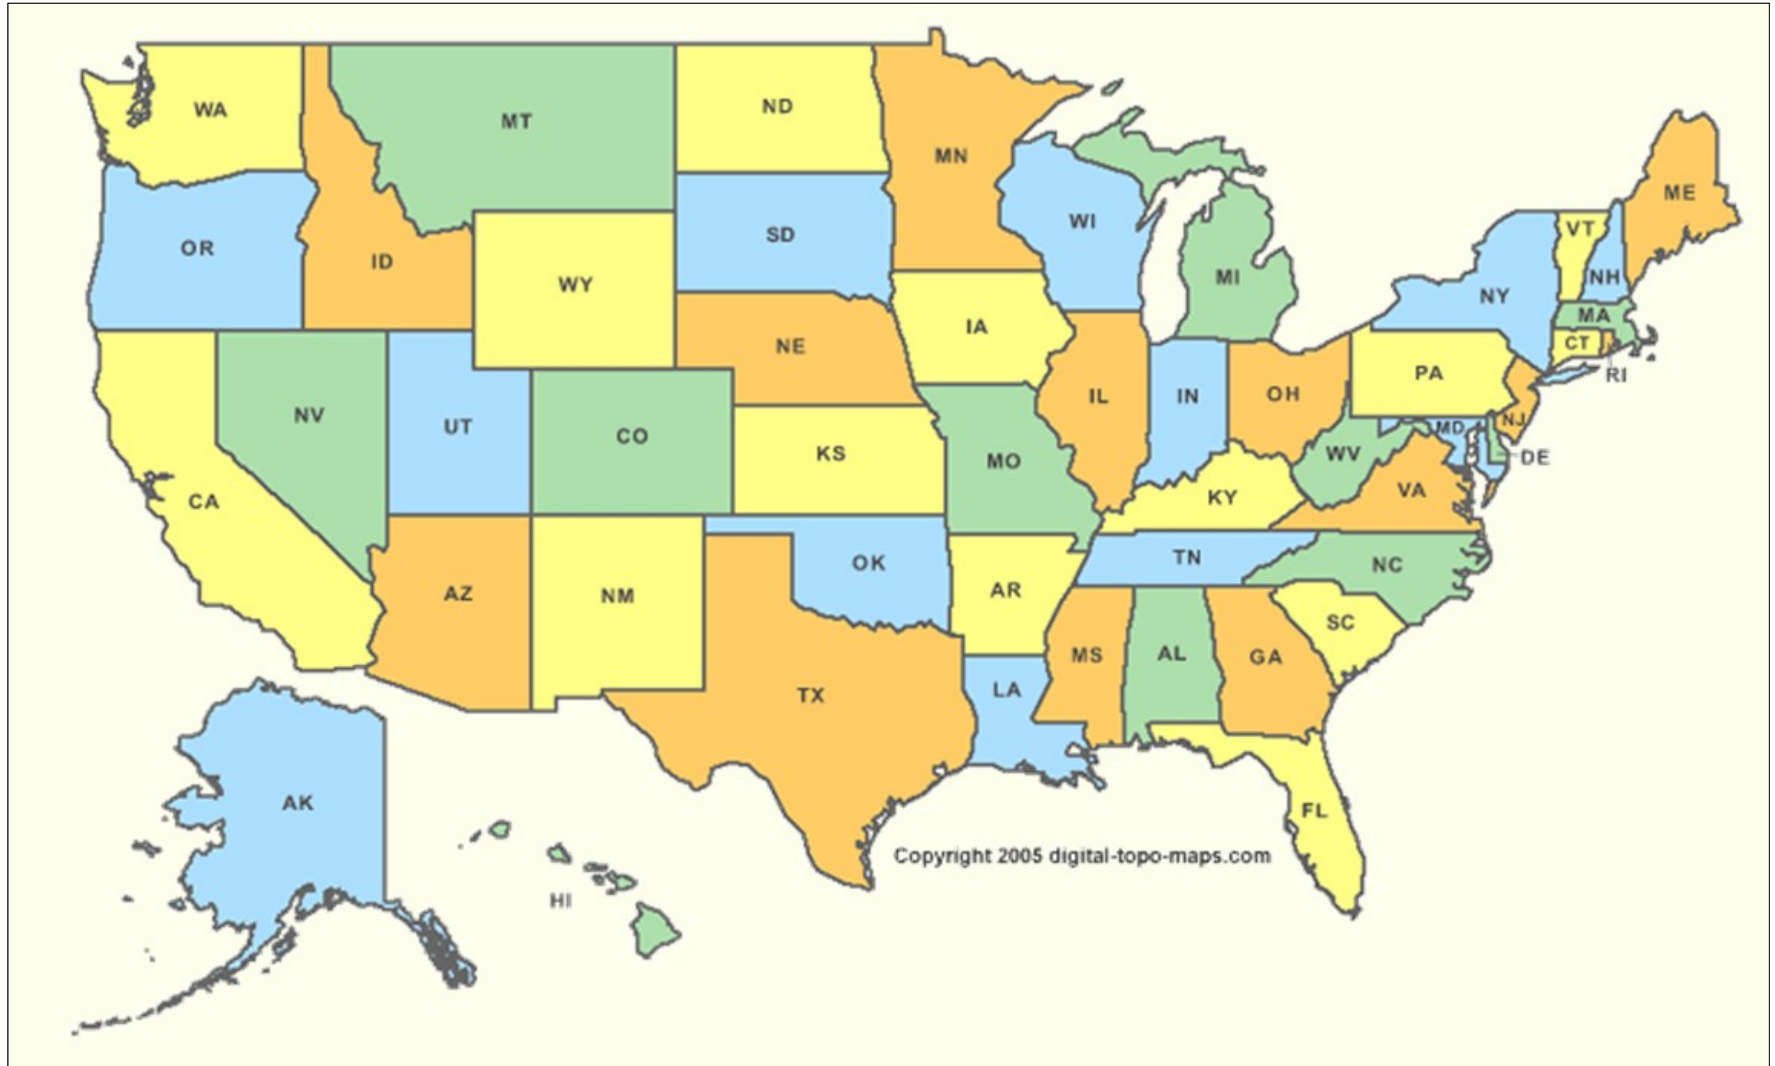 WA
MT
ND
MN
ME
OR
ID
SD
WI
VT
NH
WY
MI
NY
MA
IA
NE
CT
PA
RI
NV
UT
CO
IL
IN
OH
NJ
KS
MO
MD
WV
DE
CA
KY
VA
OK
TN
NC
AZ
NM
AR
SC
TX
LA
MS
AL
GA
AK
FL
Copyright 2005 digital-topo-maps.com
HI